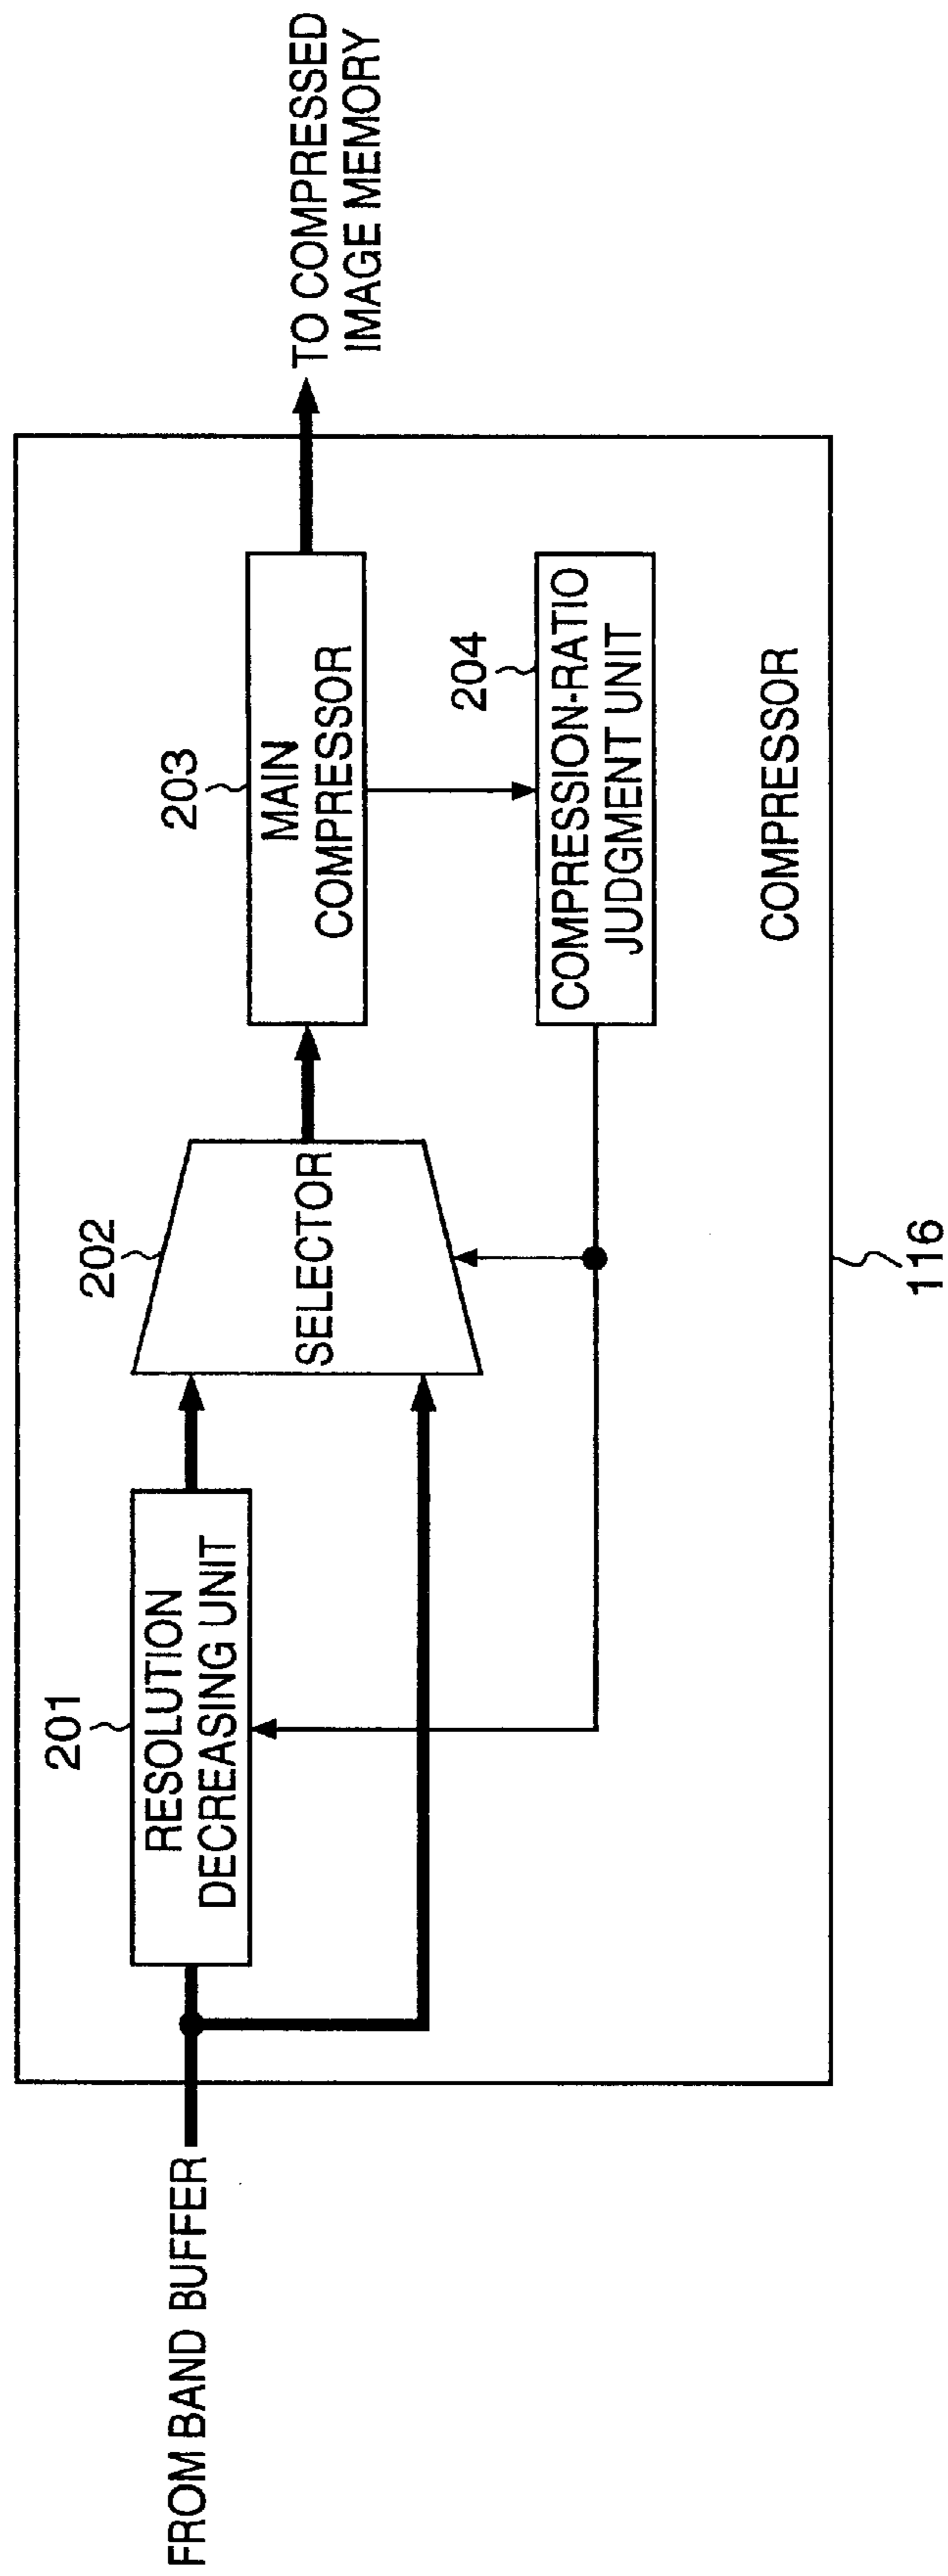 FROM BAND BUFFER
201
RESOLUTION
DECREASING UNIT
202
SELECTOR
203
MAIN
COMPRESSOR
204
COMPRESSION-RATIO
JUDGMENT UNIT
COMPRESSOR
116
TO COMPRESSED
IMAGE MEMORY